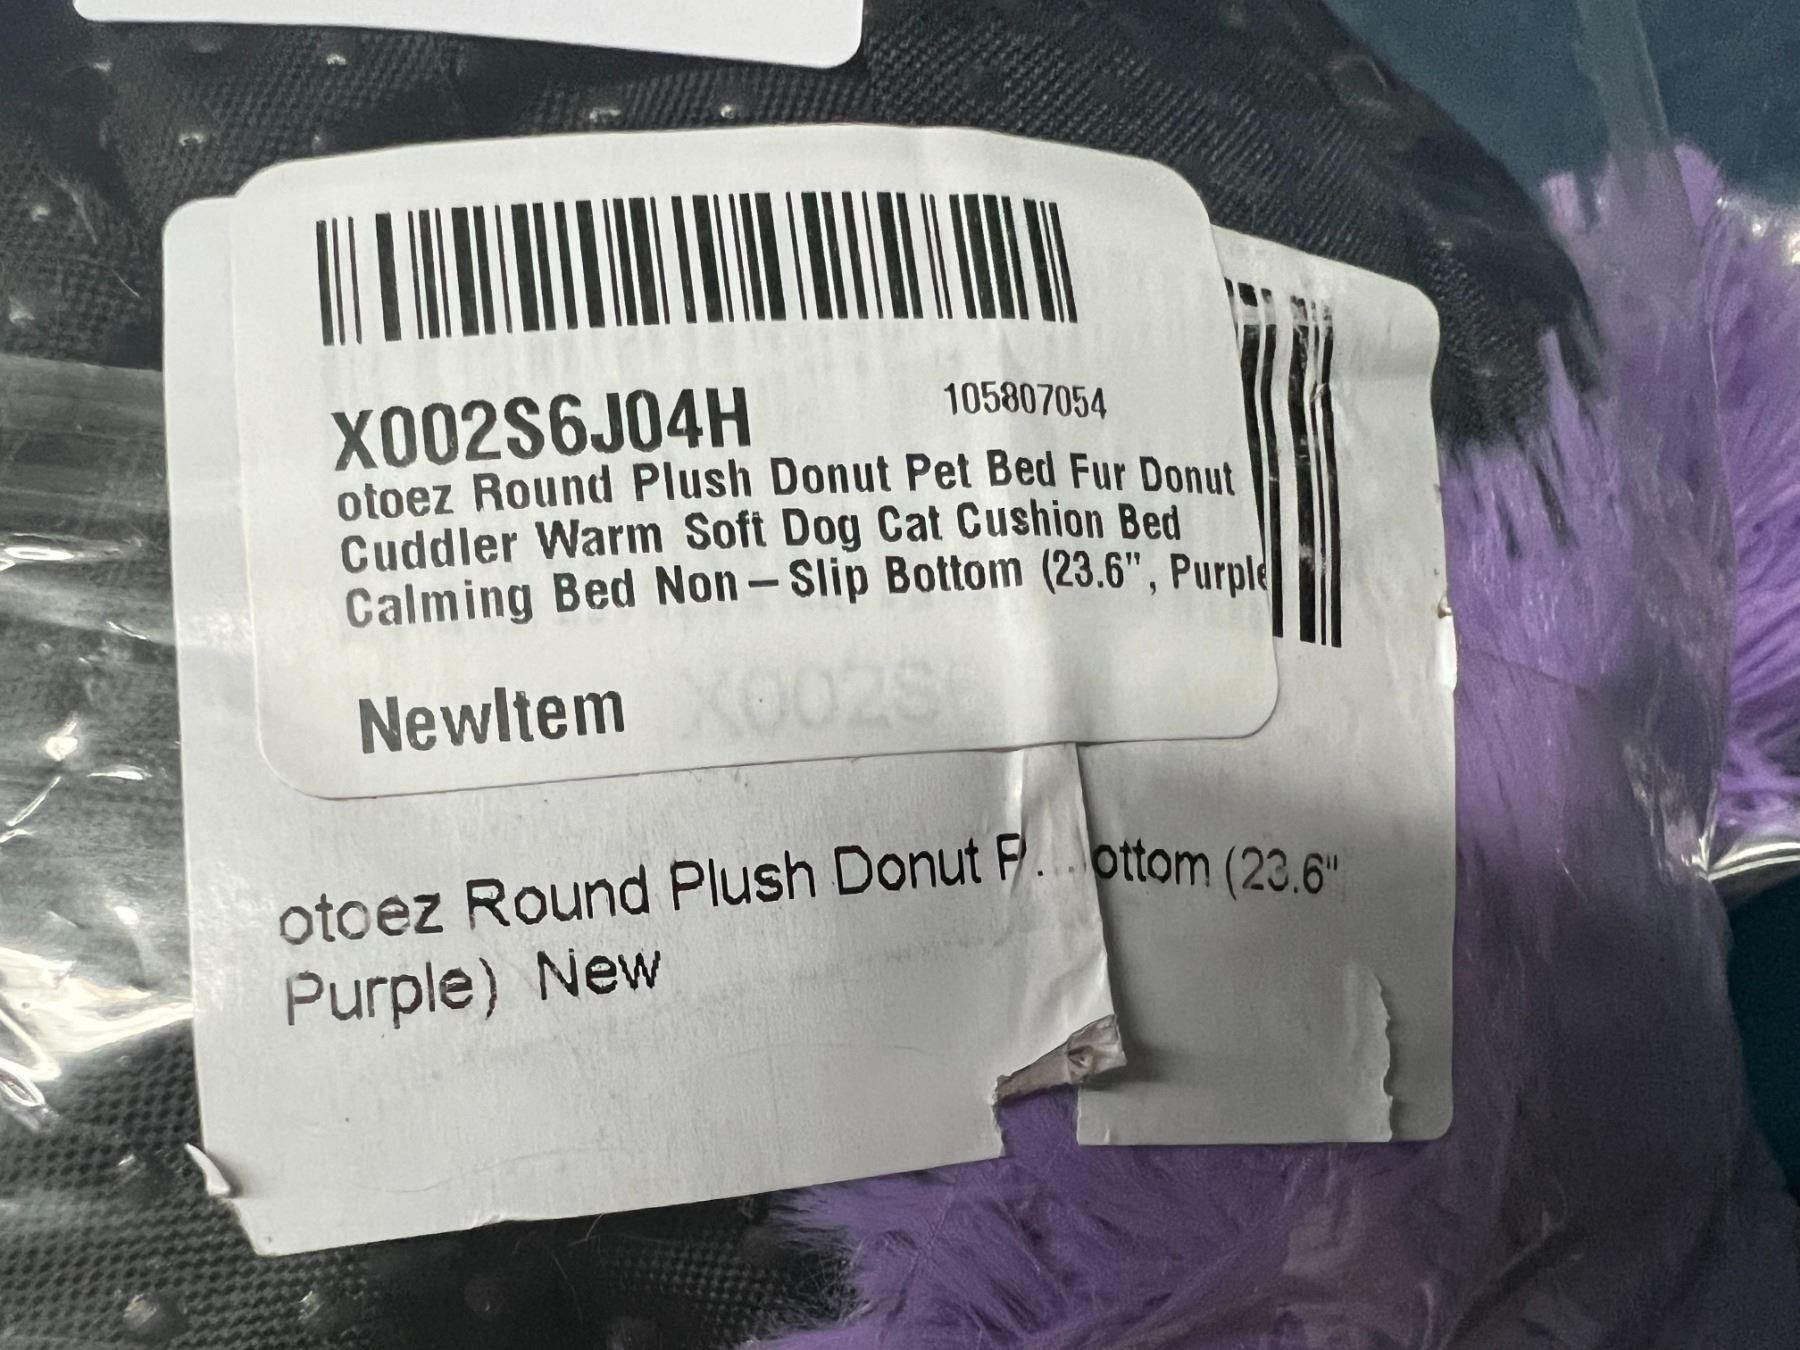 X002S6J04H 105807054
otoez Round Plush Donut Pet Bed Fur Donut
Cuddler Warm Soft Dog Cat Cushion Bed
Calming Bed Non-Slip Bottom (23.6", Purple
NewItem
X002S
otoez Round Plush Donut P...ottom (23.6"
Purple) New